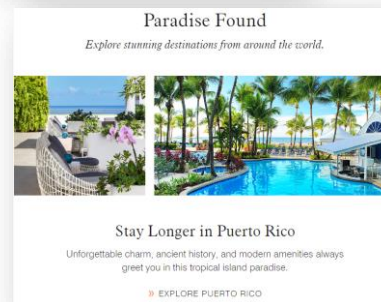 Paradise Found
Explore stunning destinations from around the world.
Stay Longer in Puerto Rico
Unforgettable charm, ancient history, and modern amenities always
greet you in this tropical island paradise.
» EXPLORE PUERTO RICO